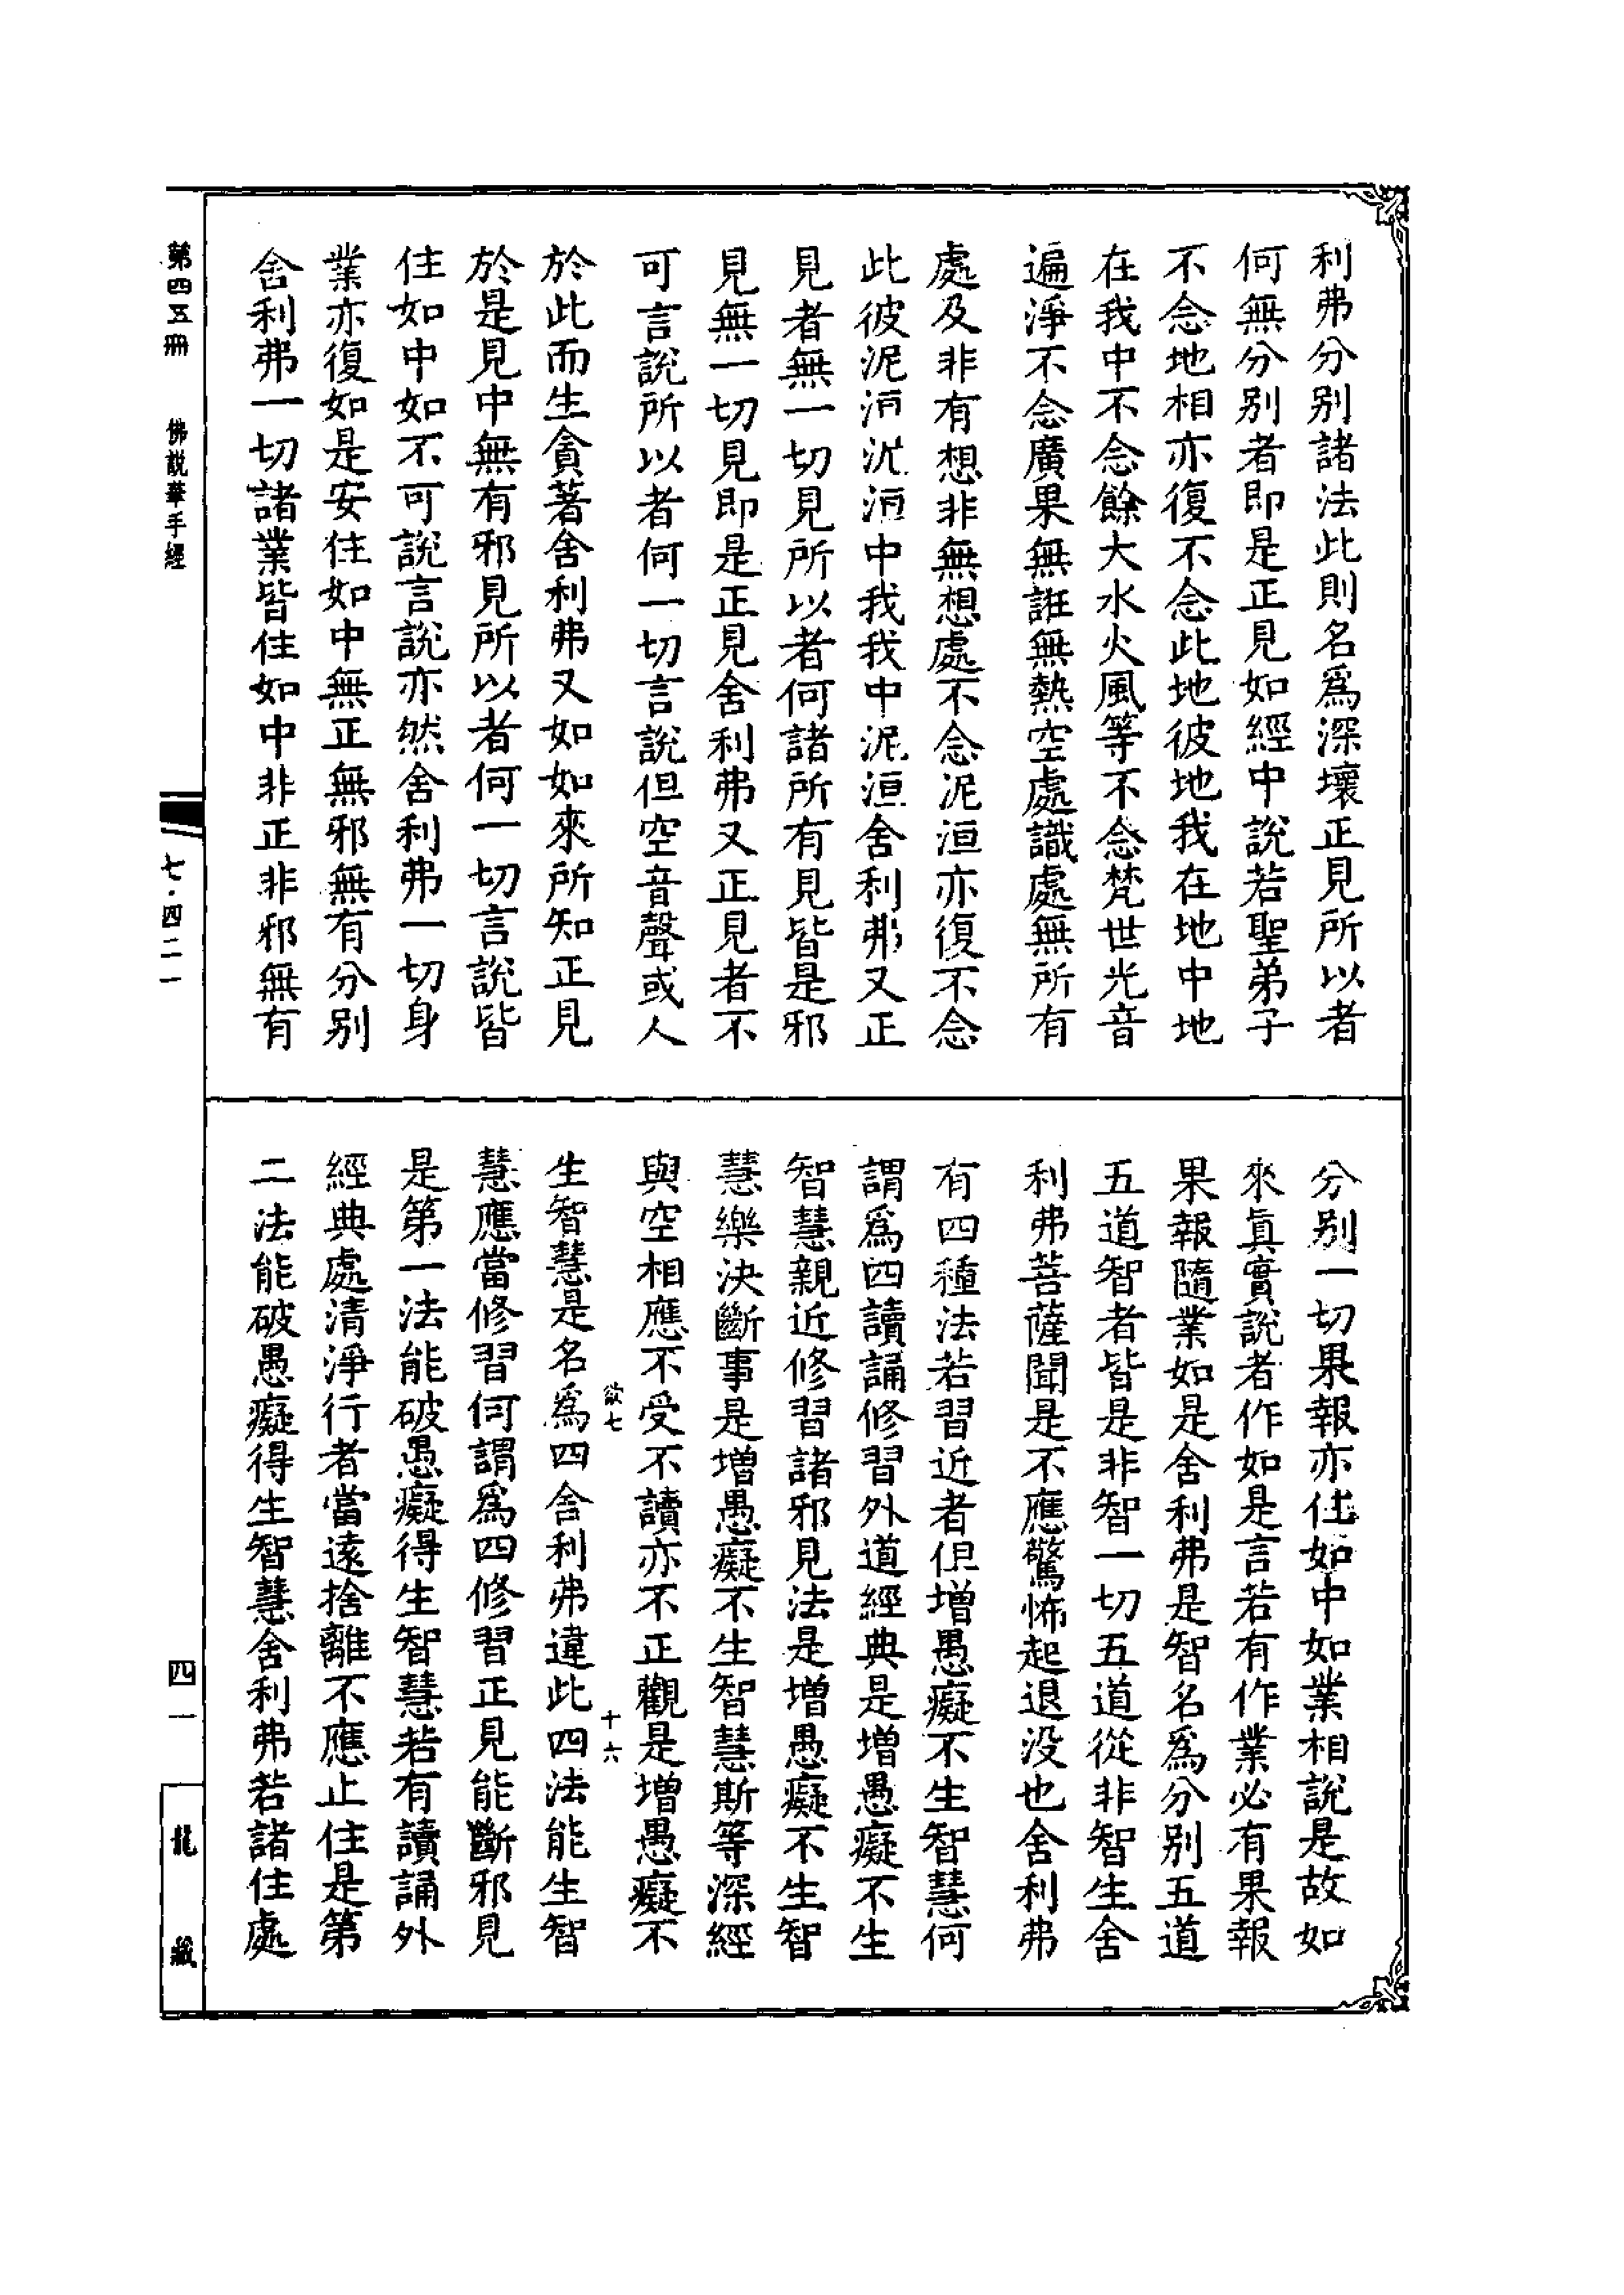 利弗分别諸法此則名爲深壞正見所以者
何無分别者即是正見如經中說若聖弟子
不念地相亦復不念此地彼地我在地中地
在我中不念餘大水火風等不念梵世光音
遍淨不念廣果無誑無熱空處識處無所有
處及非有想非無想處不念泥洹亦復不念
此彼泥洹泥洹中我我中泥洹舍利弗又正
見者無一切見所以者何諸所有見皆是邪
見無一切見即是正見舍利弗又正見者不
可言說所以者何一切言說但空音聲或人
於此而生貪著舍利弗又如如來所知正見
於是見中無有邪見所以者何一切言說皆
住如中如不可說言說亦然舍利弗一切身
業亦復如是安住如中無正無邪無有分别
舍利弗一切諸業皆住如中非正非邪無有
分别一切果報亦住如中如業相說是故如
來眞實說者作如是言若有作業必有果報
果報隨業如是舍利弗是智名爲分别五道
五道智者皆是非智一切五道從非智生舍
利弗菩薩聞是不應驚怖起退没也舍利弗
有四種法若習近者但增愚癡不生智慧何
謂爲四讀誦修習外道經典是增愚癡不生
智慧親近修習諸邪見法是增愚癡不生智
慧樂決斷事是增愚癡不生智慧斯等深經
與空相應不受不讀亦不正觀是增愚癡不
欲七 十六
生智慧是名爲四舍利弗違此四法能生智
慧應當修習何謂爲四修習正見能斷邪見
是第一法能破愚癡得生智慧若有讀誦外
經典處清淨行者當遠捨離不應止住是第
二法能破愚癡得生智慧舍利弗若諸住處
第四五冊 佛説華手經 七·四二一 四一 龍藏